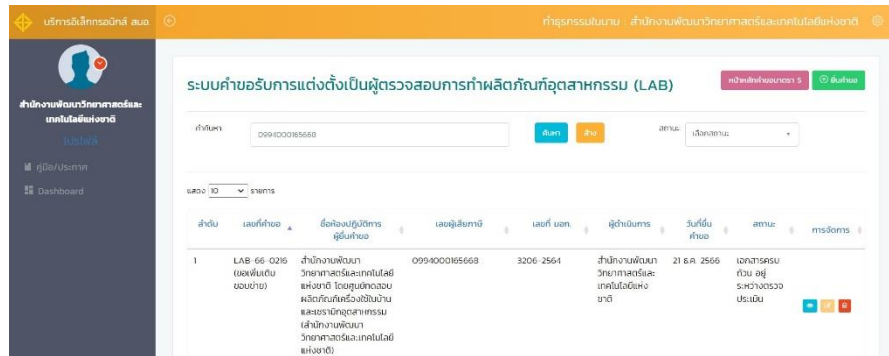 บริการอิเล็กทรอนิกส์ สมอ.
ทำธุรกรรมในนาม : สำนักงานพัฒนาวิทยาศาสตร์และเทคโนโลยีแห่งชาติ
สำนักงานพัฒนาวิทยาศาสตร์และ
เทคโนโลยีแห่งชาติ
โปรไฟล์
คู่มือ/ประกาศ
Dashboard
ระบบคำขอรับการแต่งตั้งเป็นผู้ตรวจสอบการทำผลิตภัณฑ์อุตสาหกรรม (LAB)
หน้าหลักคำขอมาตรา 5
ยื่นคำขอ
คำค้นหา
0994000165668
ค้นหา
ล้าง
สถานะ
เลือกสถานะ
แสดง 10 รายการ
ลำดับ เลขที่คำขอ ชื่อห้องปฏิบัติการ เลขผู้เสียภาษี เลขที่ มอก. ผู้ดำเนินการ วันที่ยื่น สถานะ การจัดการ
ผู้ยื่นคำขอ คำขอ
1 LAB-66-0216 สำนักงานพัฒนา 0994000165668 3206-2564 สำนักงานพัฒนา 21 ธ.ค. 2566 เอกสารครบ
(ขอเพิ่มเติม วิทยาศาสตร์และเทคโนโลยี วิทยาศาสตร์และ ถ้วน อยู่
ขอบข่าย) แห่งชาติ โดยศูนย์ทดสอบ เทคโนโลยีแห่ง ระหว่างตรวจ
ผลิตภัณฑ์เครื่องใช้ในบ้าน ชาติ ประเมิน
และเซรามิกอุตสาหกรรม
(สำนักงานพัฒนา
วิทยาศาสตร์และเทคโนโลยี
แห่งชาติ)